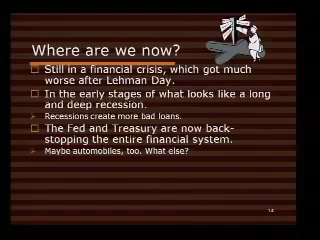 Where are we now?
Still in a financial crisis, which got much
worse after Lehman Day.
In the early stages of what looks like a long
and deep recession.
Recessions create more bad loans.
The Fed and Treasury are now back-
stopping the entire financial system.
Maybe automobiles, too. What else?
14